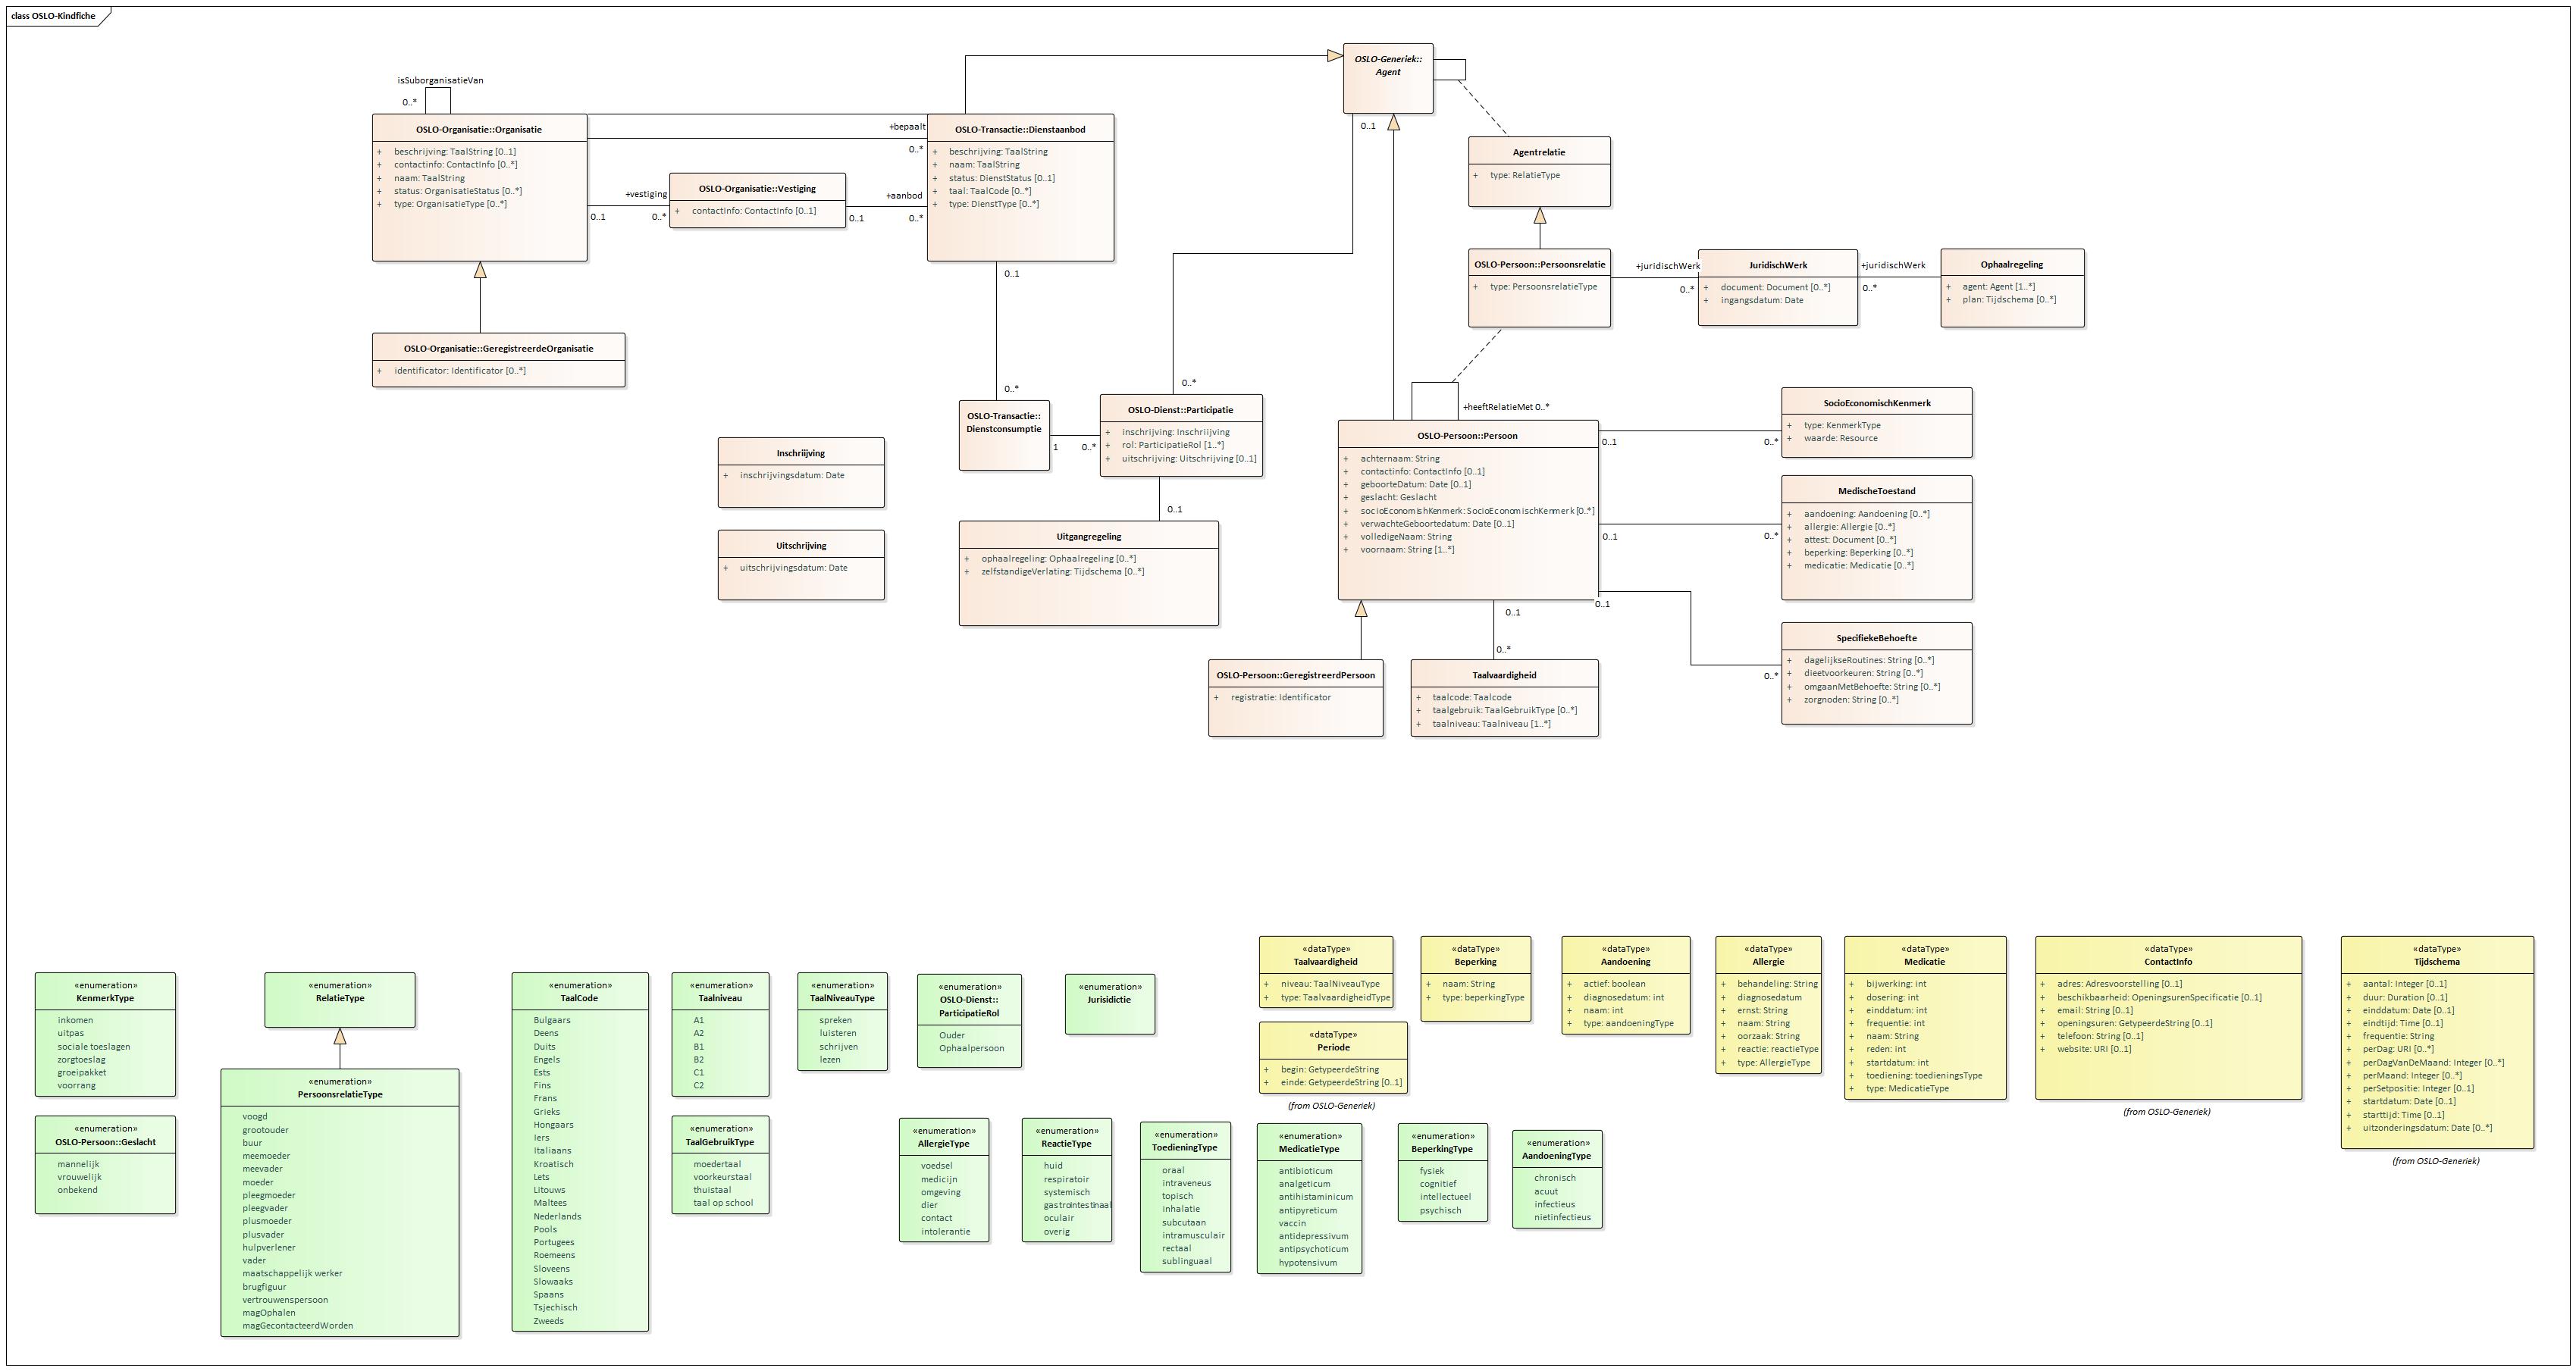 class OSLO-Kindfiche
isSuborganisatieVan
0..*
OSLO-Organisatie::Organisatie
+ beschrijving: TaalString [0..1]
+ contactinfo: ContactInfo [0..*]
+ naam: TaalString
+ status: OrganisatieStatus [0..*]
+ type: OrganisatieType [0..*]
+bepaalt
0..*
+vestiging
0..1
0..*
OSLO-Organisatie::Vestiging
+ contactInfo: ContactInfo [0..1]
+aanbod
0..1
0..*
OSLO-Transactie::Dienstaanbod
+ beschrijving: TaalString
+ naam: TaalString
+ status: DienstStatus [0..1]
+ taal: TaalCode [0..*]
+ type: DienstType [0..*]
0..1
0..*
OSLO-Generiek::
Agent
0..1
0..*
Agentrelatie
+ type: RelatieType
OSLO-Persoon::Persoonsrelatie
+ type: PersoonsrelatieType
+juridischWerk
0..*
JuridischWerk
+ document: Document [0..*]
+ ingangsdatum: Date
+juridischWerk
0..*
Ophaalregeling
+ agent: Agent [1..*]
+ plan: Tijdschema [0..*]
OSLO-Organisatie::GeregistreerdeOrganisatie
+ identificator: Identificator [0..*]
Inschrijving
+ inschrijvingsdatum: Date
Uitschrijving
+ uitschrijvingsdatum: Date
OSLO-Transactie::
Dienstconsumptie
1
0..*
OSLO-Dienst::Participatie
+ inschrijving: Inschriijving
+ rol: ParticipatieRol [1..*]
+ uitschrijving: Uitschrijving [0..1]
0..1
Uitgangregeling
+ ophaalregeling: Ophaalregeling [0..*]
+ zelfstandigeVerlating: Tijdschema [0..*]
+heeftRelatieMet 0..*
OSLO-Persoon::Persoon
+ achternaam: String
+ contactinfo: ContactInfo [0..1]
+ geboorteDatum: Date [0..1]
+ geslacht: Geslacht
+ socioEconomishKenmerk: SocioEconomischKenmerk [0..*]
+ verwachteGeboortedatum: Date [0..1]
+ volledigeNaam: String
+ voornaam: String [1..*]
0..1
0..*
SocioEconomischKenmerk
+ type: KenmerkType
+ waarde: Resource
0..1
0..*
MedischeToestand
+ aandoening: Aandoening [0..*]
+ allergie: Allergie [0..*]
+ attest: Document [0..*]
+ beperking: Beperking [0..*]
+ medicatie: Medicatie [0..*]
0..1
0..*
SpecifiekeBehoefte
+ dagelijkseRoutines: String [0..*]
+ dieetvoorkeuren: String [0..*]
+ omgaanMetBehoefte: String [0..*]
+ zorgnoden: String [0..*]
0..1
0..*
OSLO-Persoon::GeregistreerdPersoon
+ registratie: Identificator
Taalvaardigheid
+ taalcode: Taalcode
+ taalgebruik: TaalGebruikType [0..*]
+ taalniveau: Taalniveau [1..*]
«enumeration»
KenmerkType
inkomen
uitpas
sociale toeslagen
zorgtoeslag
groeipakket
voorrang
«enumeration»
OSLO-Persoon::Geslacht
mannelijk
vrouwelijk
onbekend
«enumeration»
RelatieType
«enumeration»
PersoonsrelatieType
voogd
grootouder
buur
meemoeder
meevader
moeder
pleegmoeder
pleegvader
plusmoeder
plusvader
hulpverlener
vader
maatschappelijk werker
brugfiguur
vertrouwenspersoon
magOphalen
magGecontacteerdWorden
«enumeration»
TaalCode
Bulgaars
Deens
Duits
Engels
Ests
Fins
Frans
Grieks
Hongaars
Iers
Italiaans
Kroatisch
Lets
Litouws
Maltees
Nederlands
Pools
Portugees
Roemeens
Sloveens
Slowaaks
Spaans
Tsjechisch
Zweeds
«enumeration»
Taalniveau
A1
A2
B1
B2
C1
C2
«enumeration»
TaalGebruikType
moedertaal
voorkeurstaal
thuistaal
taal op school
«enumeration»
TaalNiveauType
spreken
luisteren
schrijven
lezen
«enumeration»
OSLO-Dienst::
ParticipatieRol
Ouder
Ophaalpersoon
«enumeration»
Jurisidictie
«enumeration»
AllergieType
voedsel
medicijn
omgeving
dier
contact
intolerantie
«enumeration»
ReactieType
huid
respiratoir
systemisch
gastrointestinaal
oculair
overig
«enumeration»
ToedieningType
oraal
intraveneus
topisch
inhalatie
subcutaan
intramusculair
rectaal
sublinguaal
«enumeration»
MedicatieType
antibioticum
analgeticum
antihistaminicum
antipyreticum
vaccin
antidepressivum
antipsychoticum
hypotensivum
«enumeration»
BeperkingType
fysiek
cognitief
intellectueel
psychisch
«enumeration»
AandoeningType
chronisch
acuut
infectieus
nietinfectieus
«dataType»
Taalvaardigheid
+ niveau: TaalNiveauType
+ type: TaalvaardigheidType
«dataType»
Periode
+ begin: GetypeerdeString
+ einde: GetypeerdeString [0..1]
(from OSLO-Generiek)
«dataType»
Beperking
+ naam: String
+ type: beperkingType
«dataType»
Aandoening
+ actief: boolean
+ diagnosedatum: int
+ naam: int
+ type: aandoeningType
«dataType»
Allergie
+ behandeling: String
+ diagnosedatum
+ ernst: String
+ naam: String
+ oorzaak: String
+ reactie: reactieType
+ type: AllergieType
«dataType»
Medicatie
+ bijwerking: int
+ dosering: int
+ einddatum: int
+ frequentie: int
+ naam: String
+ reden: int
+ startdatum: int
+ toediening: toedieningsType
+ type: MedicatieType
«dataType»
ContactInfo
+ adres: Adresvoorstelling [0..1]
+ beschikbaarheid: OpeningsurenSpecificatie [0..1]
+ email: String [0..1]
+ openingsuren: GetypeerdeString [0..1]
+ telefoon: String [0..1]
+ website: URI [0..1]
(from OSLO-Generiek)
«dataType»
Tijdschema
+ aantal: Integer [0..1]
+ duur: Duration [0..1]
+ einddatum: Date [0..1]
+ eindtijd: Time [0..1]
+ frequentie: String
+ perDag: URI [0..*]
+ perDagVanDeMaand: Integer [0..*]
+ perMaand: Integer [0..*]
+ perSetpositie: Integer [0..1]
+ startdatum: Date [0..1]
+ starttijd: Time [0..1]
+ uitzonderingsdatum: Date [0..*]
(from OSLO-Generiek)